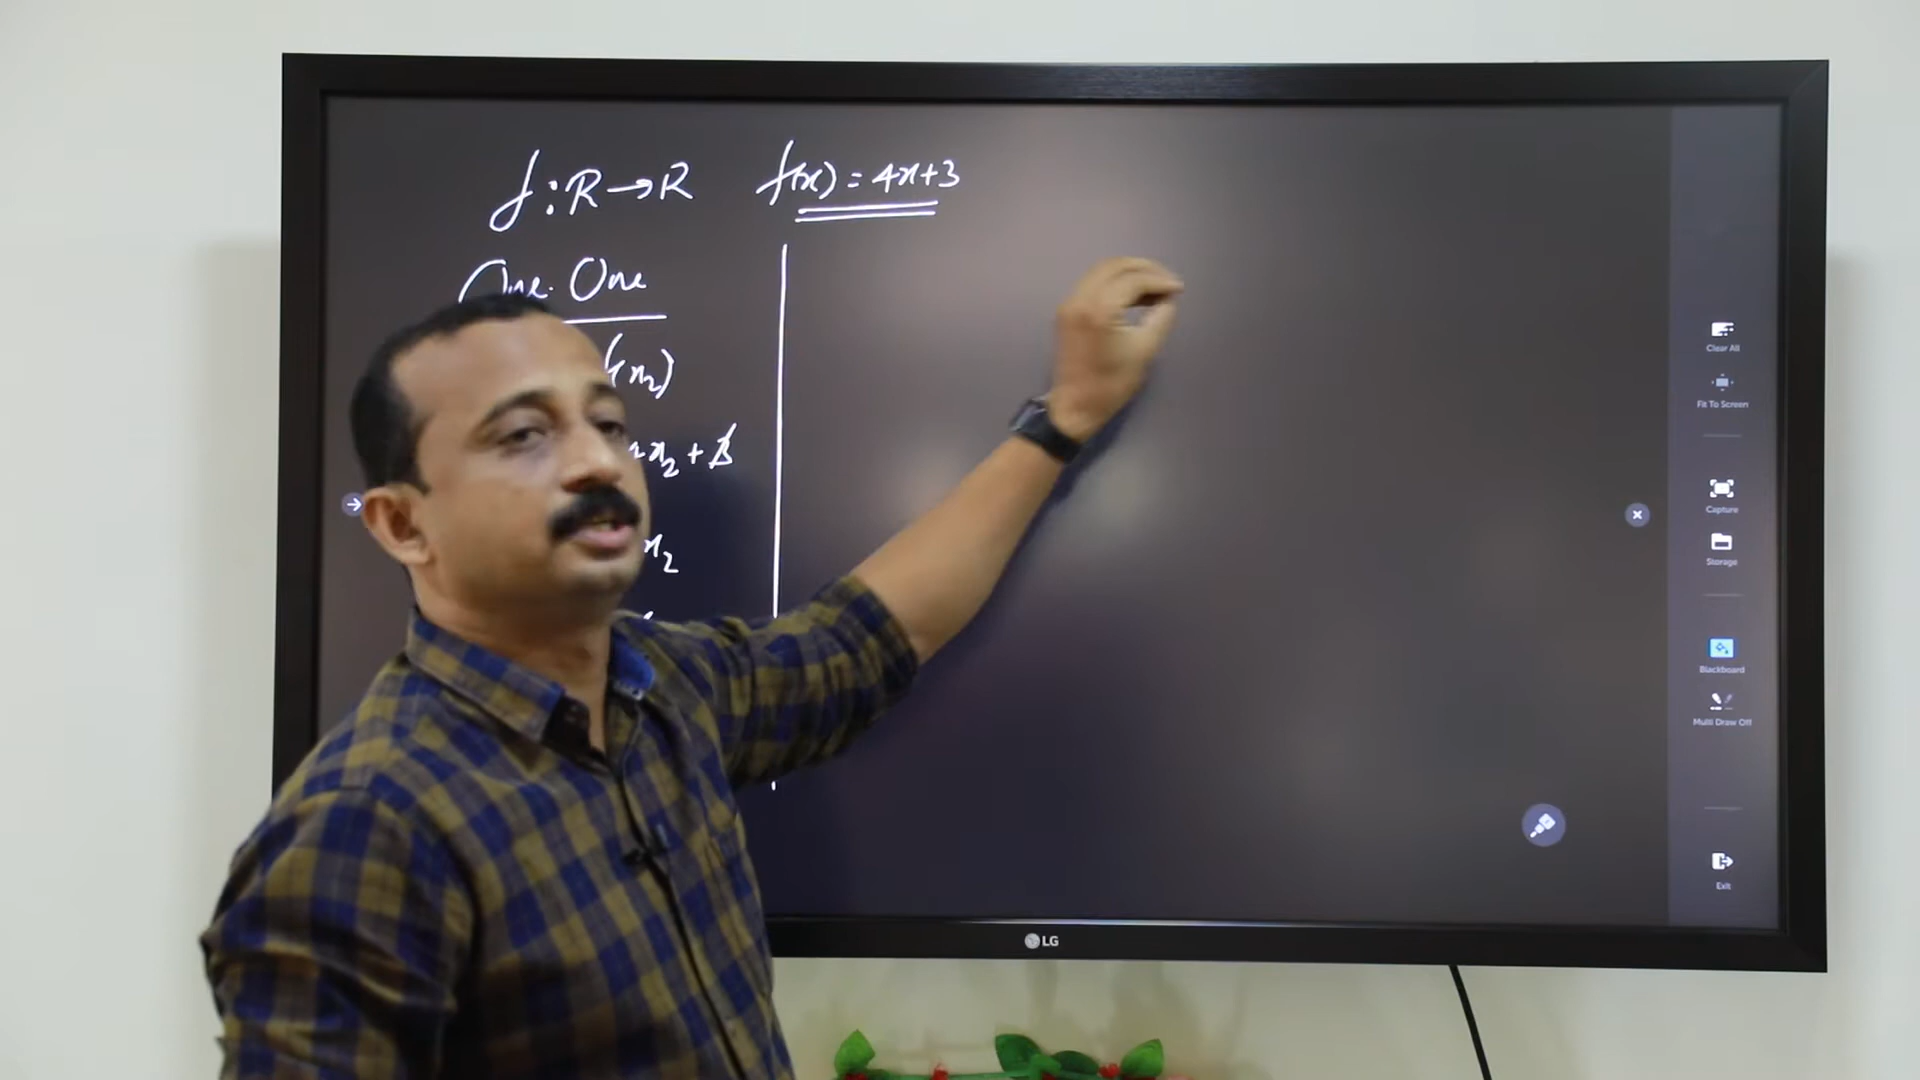 f : R → R f(x) = 4x+3
One-One
f(x₂)
x₂ + 3
x₂
Clear All
Fit To Screen
Capture
Storage
Blackboard
Multi Draw Off
Exit
LG